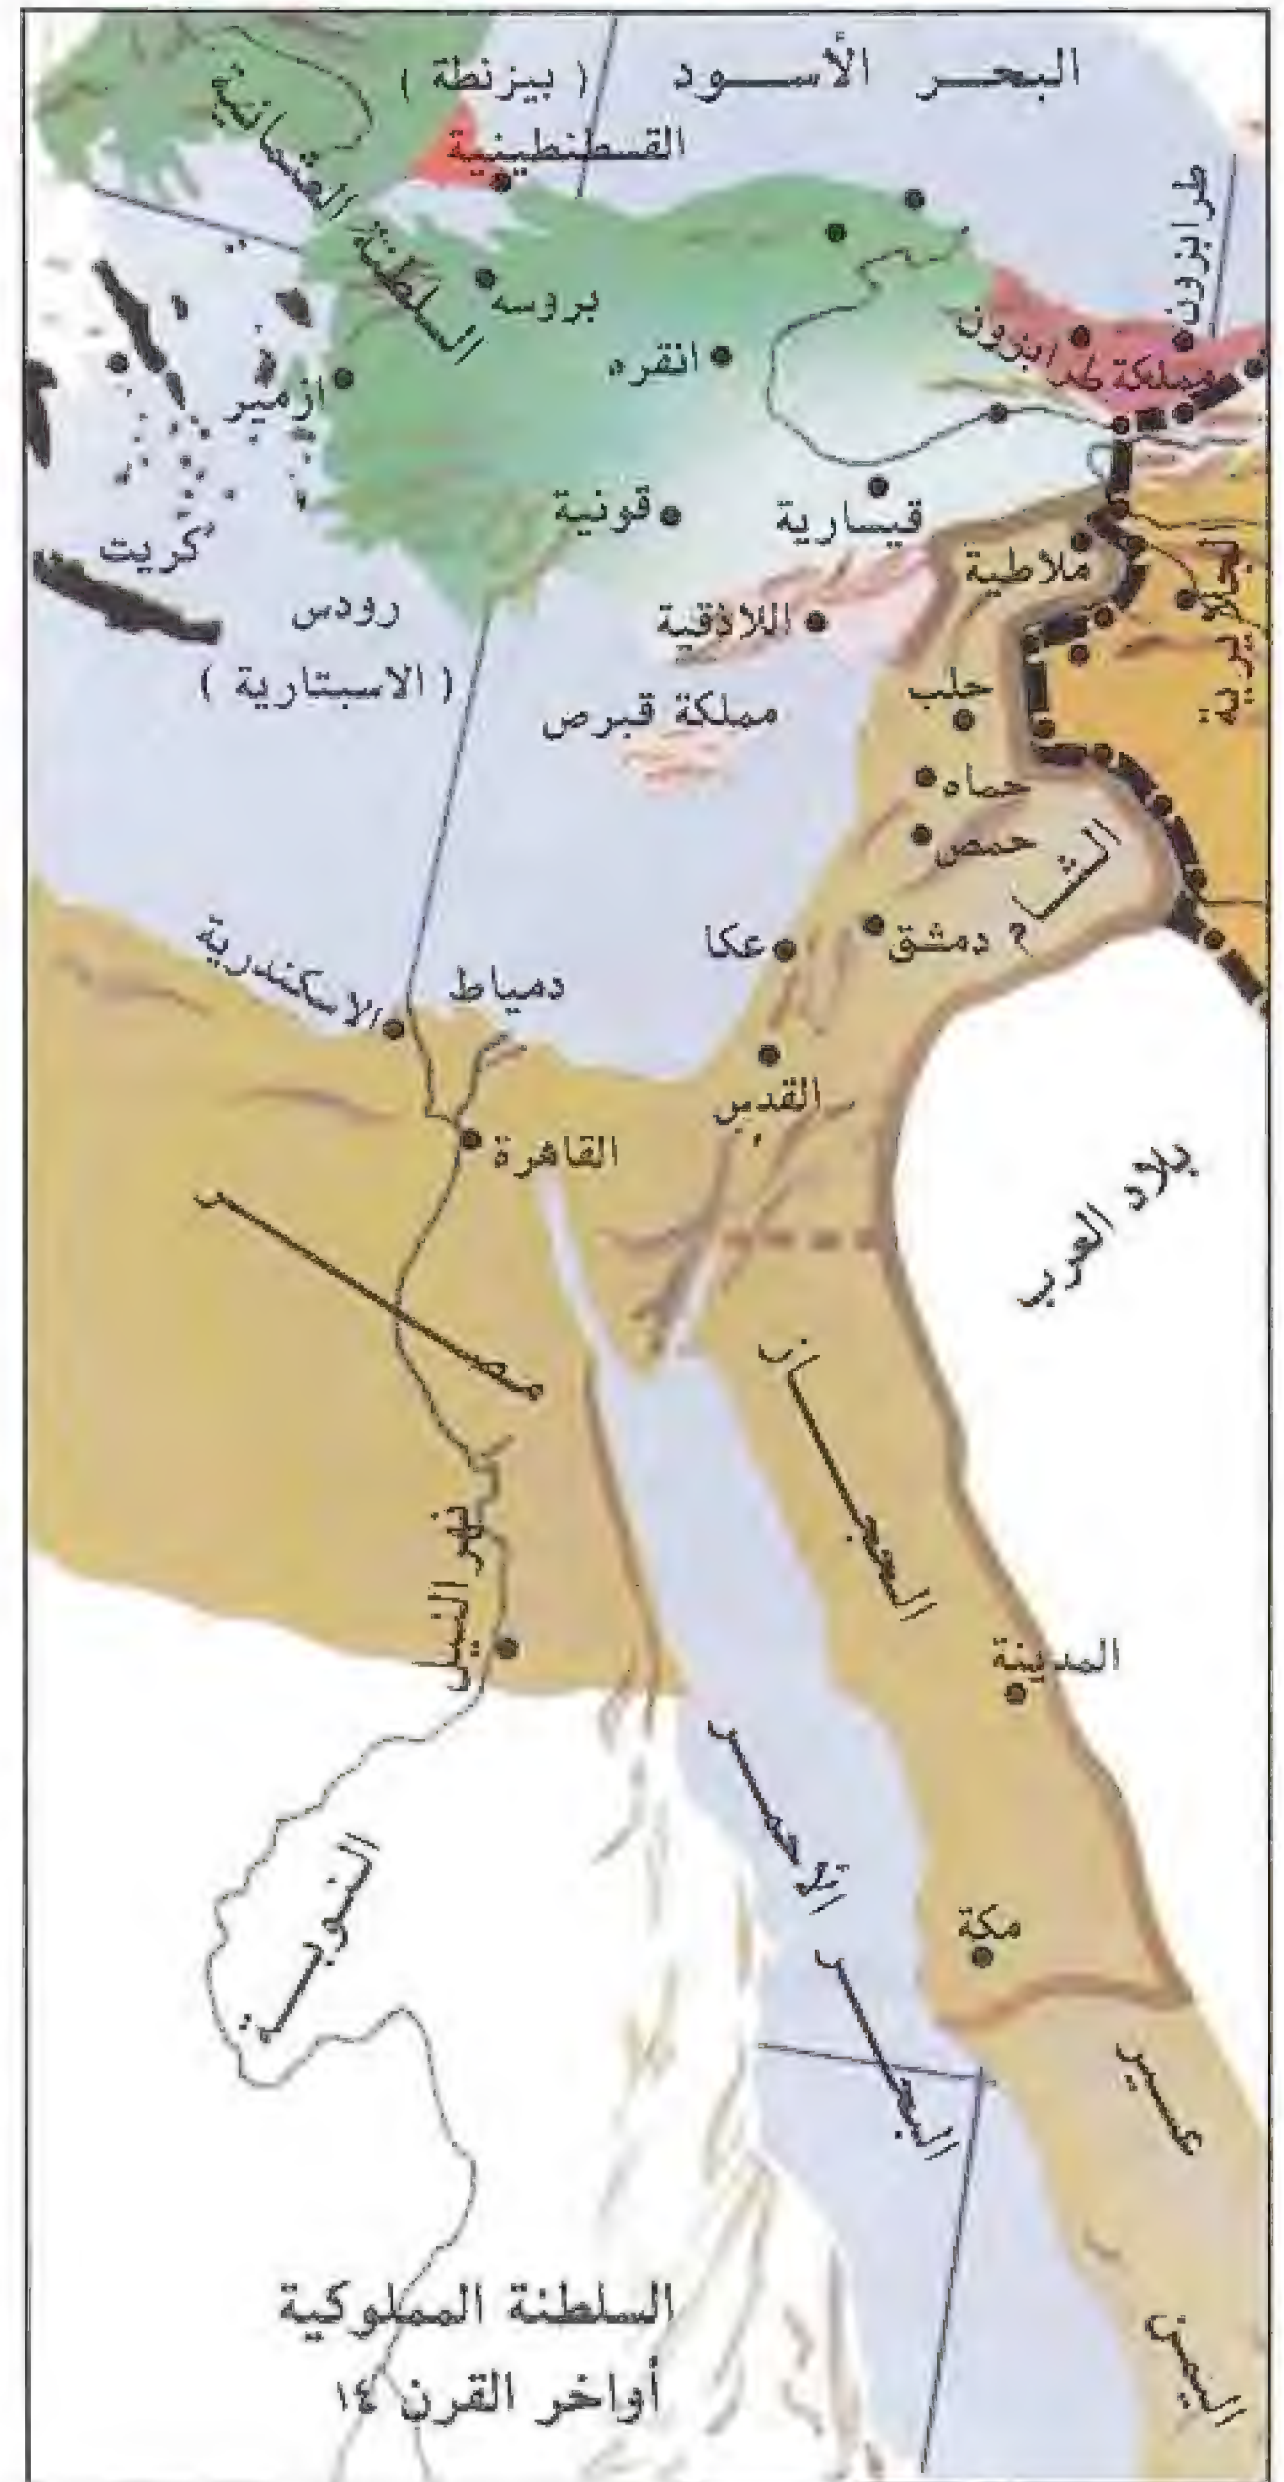 البحر الأسود
( بيزنطة )
القسطنطينية
السلطنة العثمانية
طرابزون
بروسه
مملكة طرابزون
انقره
ازمير
قونية
قيسارية
كريت
ملاطية
الجلايرية
رودس
( الاسبتارية )
اللاذقية
حلب
مملكة قبرص
حماه
حمص
الشام
دمشق
عكا
الاسكندرية
دمياط
القدس
القاهرة
بلاد العرب
مصر
الحجاز
نهر النيل
المدينة
البحر الأحمر
النوبة
مكة
عسير
اليمن
السلطنة المملوكية
أواخر القرن ١٤